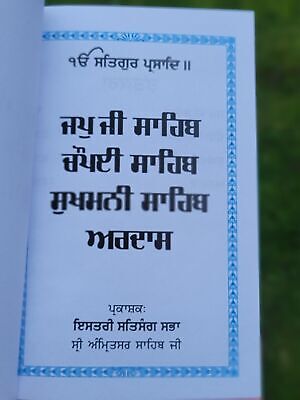 ੴ ਸਤਿਗੁਰ ਪ੍ਰਸਾਦਿ॥
ਜਪੁ ਜੀ ਸਾਹਿਬ
ਚੌਪਈ ਸਾਹਿਬ
ਸੁਖਮਨੀ ਸਾਹਿਬ
ਅਰਦਾਸ
ਪ੍ਰਕਾਸ਼ਕ:
ਇਸਤਰੀ ਸਤਿਸੰਗ ਸਭਾ
ਸ੍ਰੀ ਅੰਮ੍ਰਿਤਸਰ ਸਾਹਿਬ ਜੀ